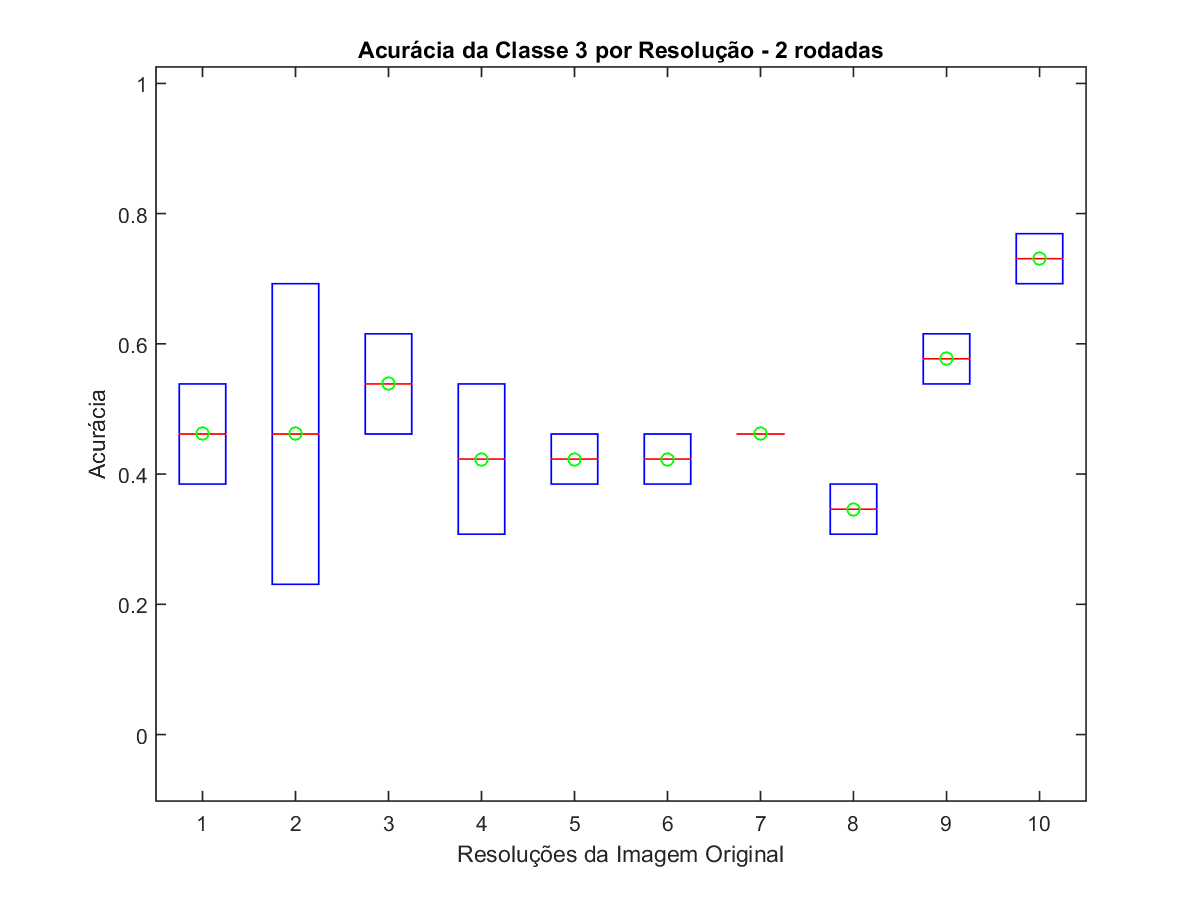 Acurácia da Classe 3 por Resolução - 2 rodadas
1
0.8
0.6
0.4
0.2
0
Acurácia
1 2 3 4 5 6 7 8 9 10
Resoluções da Imagem Original